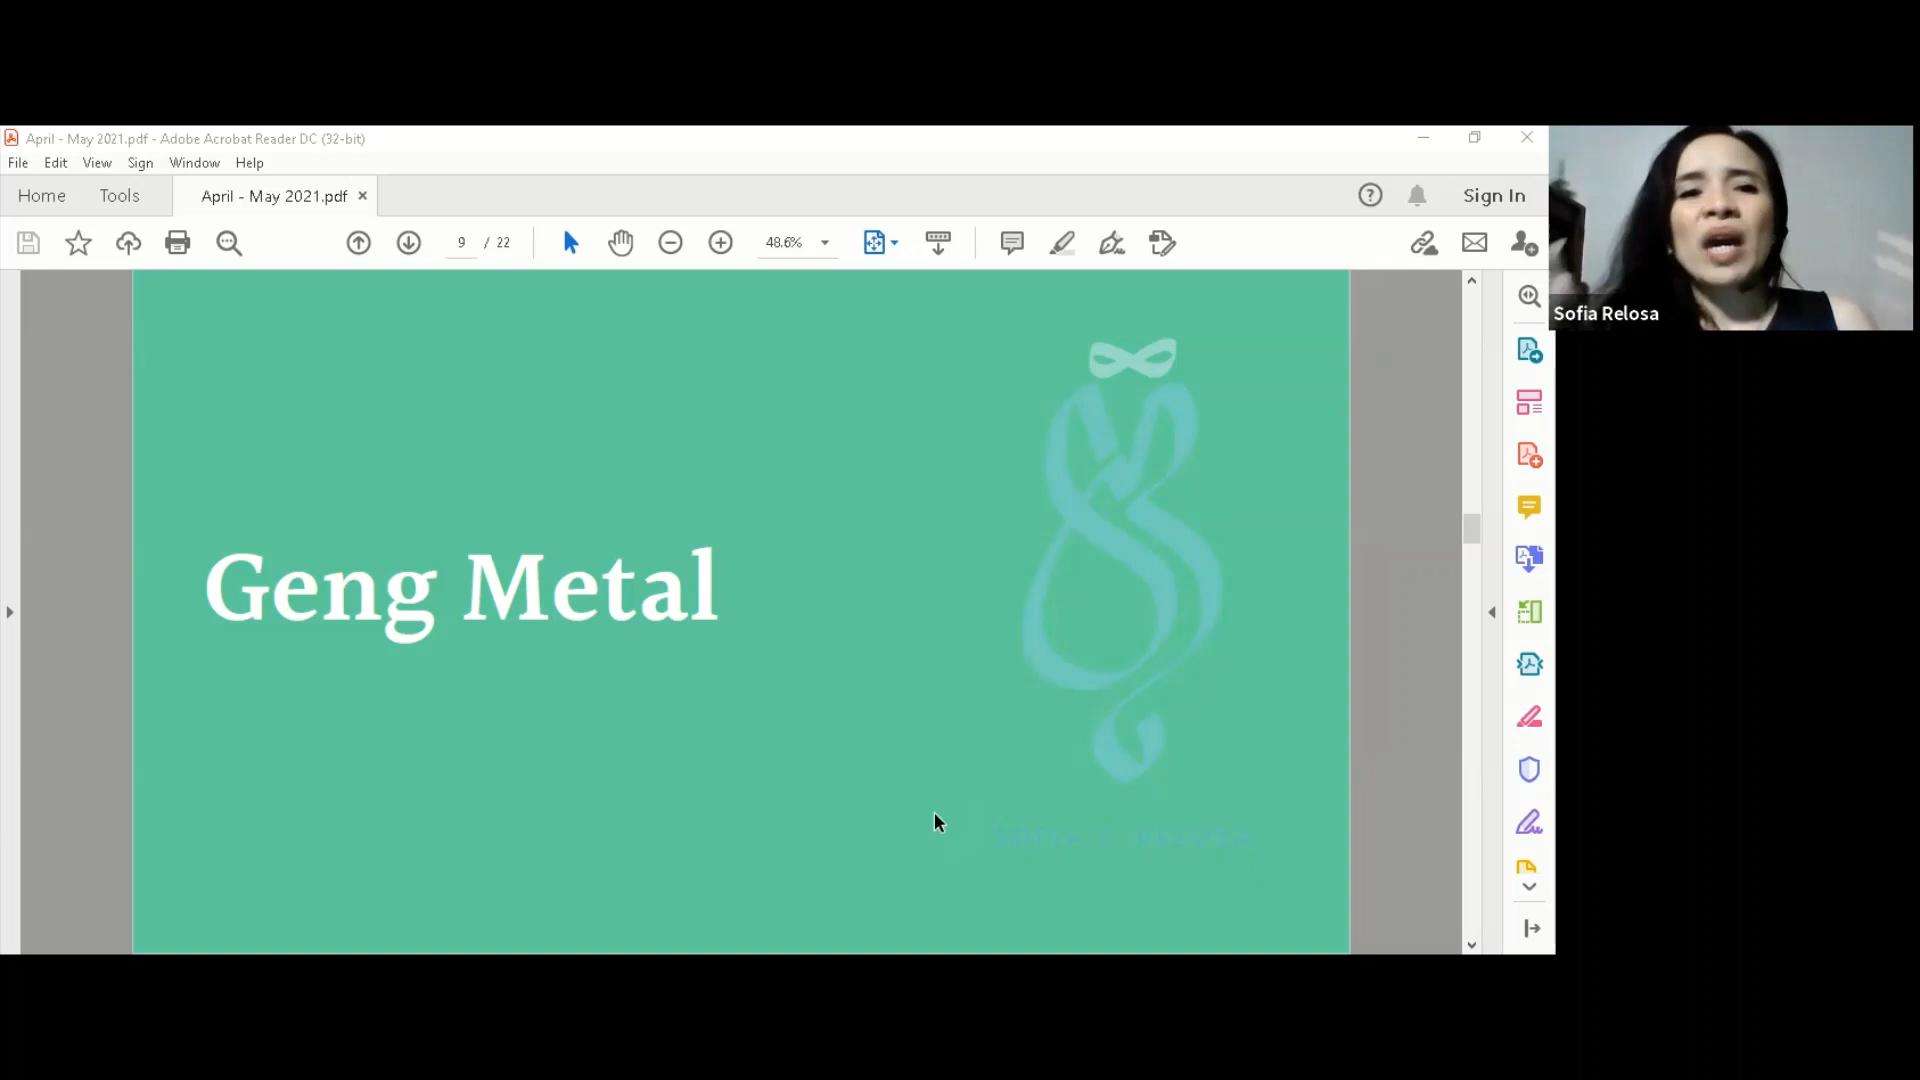 April - May 2021.pdf - Adobe Acrobat Reader DC (32-bit)
File Edit View Sign Window Help
Home Tools April - May 2021.pdf Sign In
9 / 22 48.6%
Sofia Relosa
Geng Metal